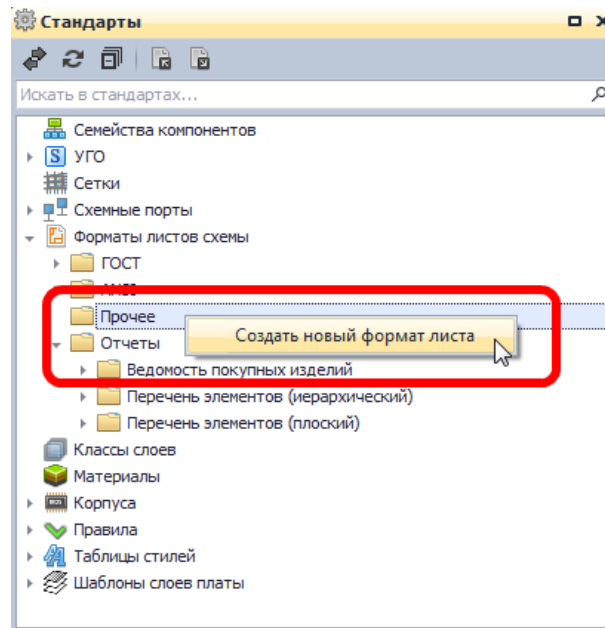 Стандарты
Искать в стандартах...
Семейства компонентов
УГО
Сетки
Схемные порты
Форматы листов схемы
ГОСТ
Прочее
Создать новый формат листа
Отчеты
Ведомость покупных изделий
Перечень элементов (иерархический)
Перечень элементов (плоский)
Классы слоев
Материалы
Корпуса
Правила
Таблицы стилей
Шаблоны слоев платы